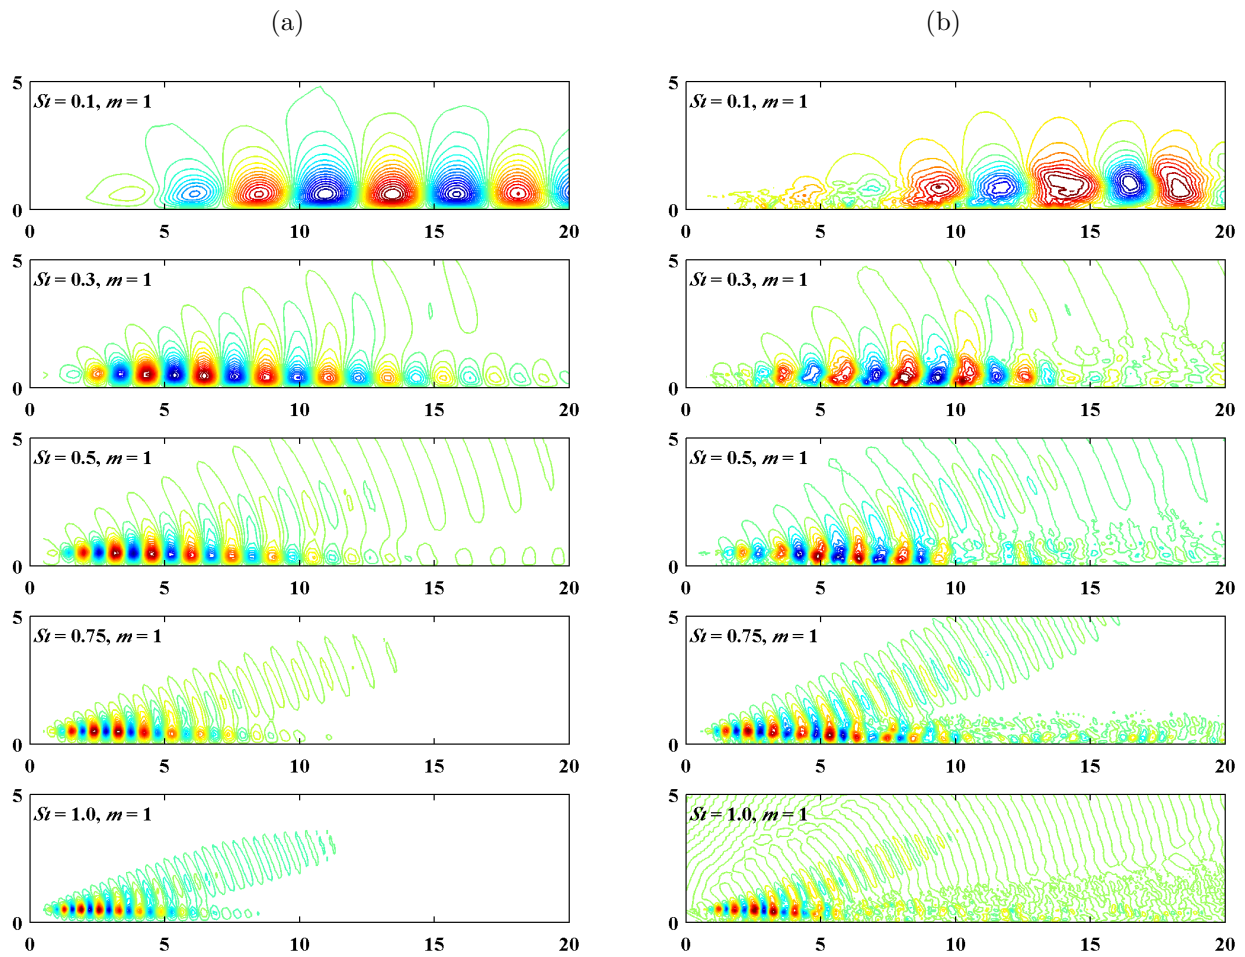 (a) (b)
5 5
St = 0.1, m = 1 St = 0.1, m = 1
0 0
0 5 10 15 20 0 5 10 15 20
5 5
St = 0.3, m = 1 St = 0.3, m = 1
0 0
0 5 10 15 20 0 5 10 15 20
5 5
St = 0.5, m = 1 St = 0.5, m = 1
0 0
0 5 10 15 20 0 5 10 15 20
5 5
St = 0.75, m = 1 St = 0.75, m = 1
0 0
0 5 10 15 20 0 5 10 15 20
5 5
St = 1.0, m = 1 St = 1.0, m = 1
0 0
0 5 10 15 20 0 5 10 15 20